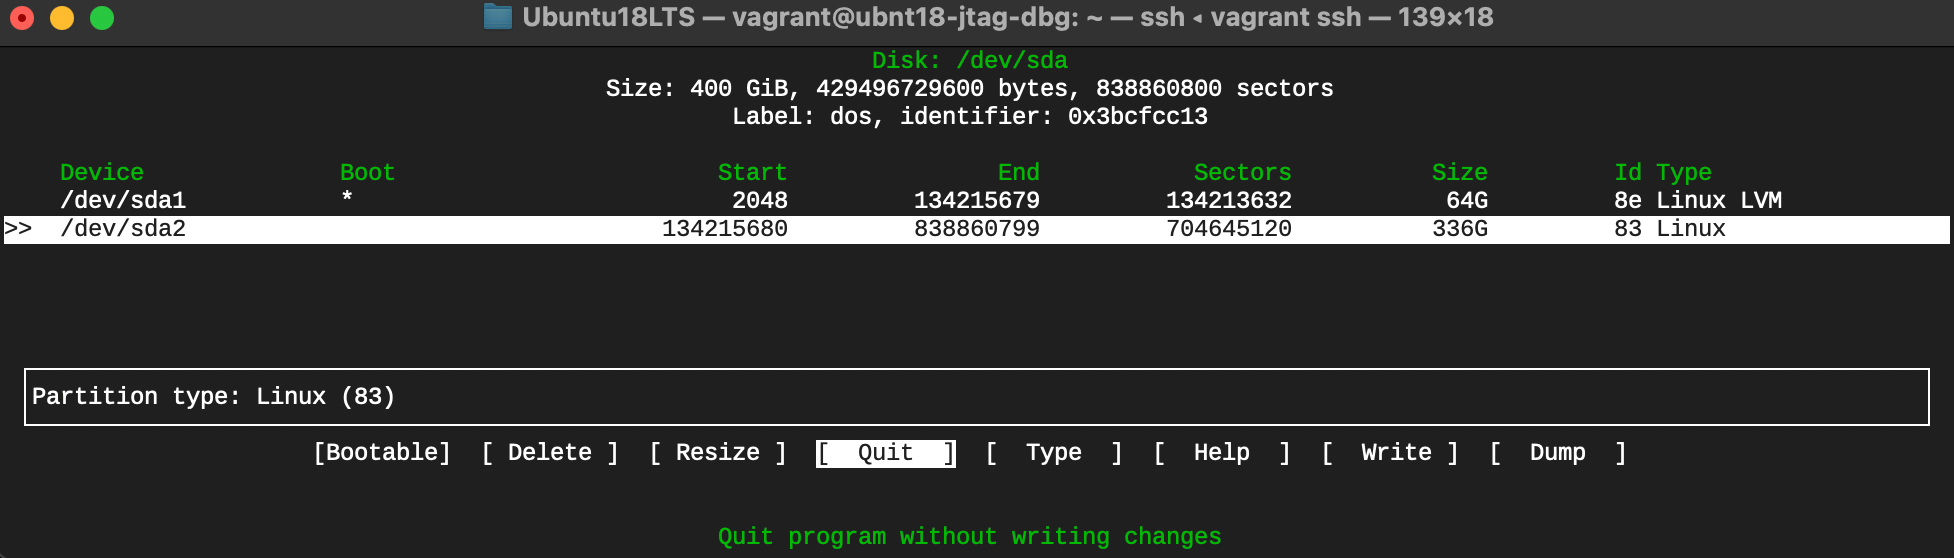 Ubuntu18LTS — vagrant@ubnt18-jtag-dbg: ~ — ssh ◂ vagrant ssh — 139×18
Disk: /dev/sda
Size: 400 GiB, 429496729600 bytes, 838860800 sectors
Label: dos, identifier: 0x3bcfcc13
Device Boot Start End Sectors Size Id Type
/dev/sda1 * 2048 134215679 134213632 64G 8e Linux LVM
>> /dev/sda2 134215680 838860799 704645120 336G 83 Linux
Partition type: Linux (83)
[Bootable] [ Delete ] [ Resize ] [ Quit ] [ Type ] [ Help ] [ Write ] [ Dump ]
Quit program without writing changes